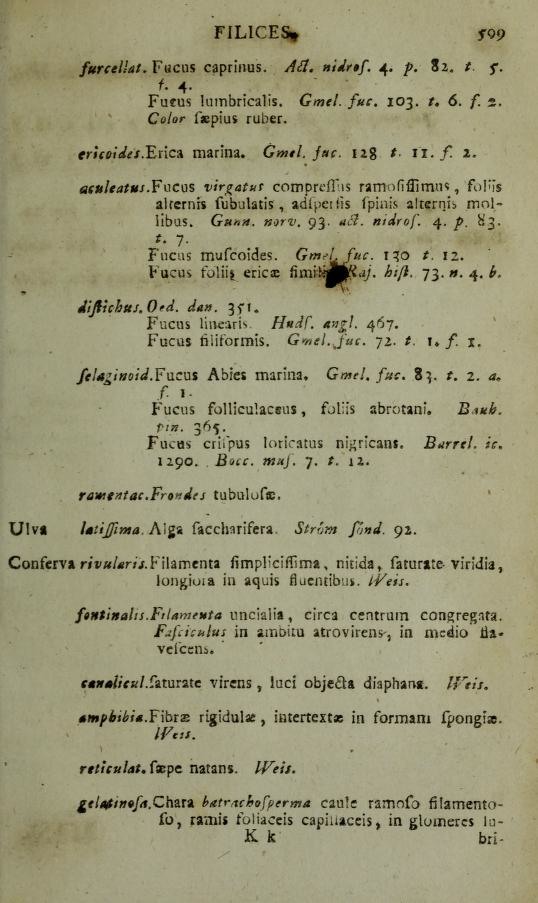 FILICES. 599
furcellat. Fucus caprinus. Act. nidros. 4. p. 82. t. 5.
f. 4.
Fucus lumbricalis. Gmel. fuc. 103. t. 6. f. 2.
Color ſæpius ruber.
ericoides. Erica marina. Gmel. fuc. 128 t. 11. f. 2.
aculeatus. Fucus virgatus compreſſus ramoſiſſimus, foliis
alternis ſubulatis, adſperſis ſpinis alternis mol-
libus. Gunn. norv. 93. act. nidroſ. 4. p. 83.
t. 7.
Fucus muſcoides. Gmel. fuc. 130 t. 12.
Fucus foliis ericæ ſimilis Raj. hiſt. 73. n. 4. b.
diſtichus. Oed. dan. 351.
Fucus linearis. Hudſ. angl. 467.
Fucus filiformis. Gmel. fuc. 72. t. 1. f. 1.
ſelaginoid. Fucus Abies marina. Gmel. fuc. 83. t. 2. a.
f. 1.
Fucus folliculaceus, foliis abrotani. Bauh.
pin. 365.
Fucus criſpus loricatus nigricans. Barrel. ic.
1290. Bocc. muſ. 7. t. 12.
ramentac. Frondes tubuloſæ.
Ulva latiſſima. Alga ſaccharifera. Ström ſönd. 92.
Conferva rivularis. Filamenta ſimpliciſſima, nitida, ſaturate viridia,
longiora in aquis fluentibus. Weis.
fontinalis. Filamenta uncialia, circa centrum congregata.
Faſciculus in ambitu atrovirens, in medio fla-
veſcens.
canalicul. ſaturate virens, luci objecta diaphana. Weis.
amphibia. Fibræ rigidulæ, intertextæ in formam ſpongiæ.
Weis.
reticulat. ſæpe natans. Weis.
gelatinoſa. Chara batrachoſperma caule ramoſo filamento-
ſo, ramis foliaceis capillaceis, in glomeres lu-
K k bri-